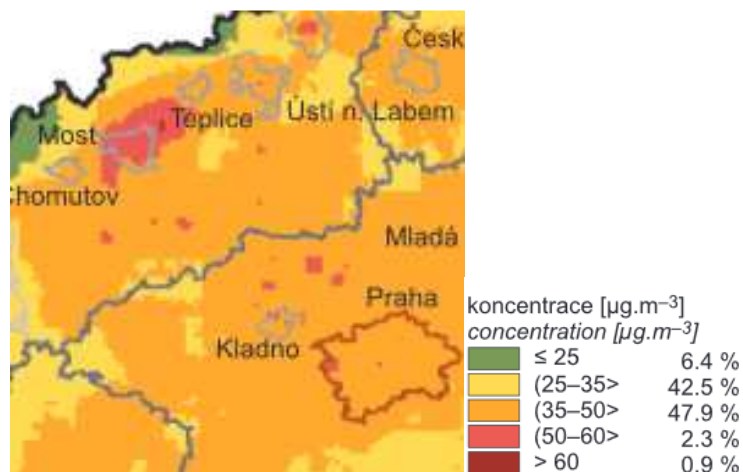 Česk
Teplice
Ústí n. Labem
Most
Chomutov
Mladá
Praha
Kladno
koncentrace [µg.m⁻³]
concentration [µg.m⁻³]
≤ 25 6.4 %
(25–35> 42.5 %
(35–50> 47.9 %
(50–60> 2.3 %
> 60 0.9 %